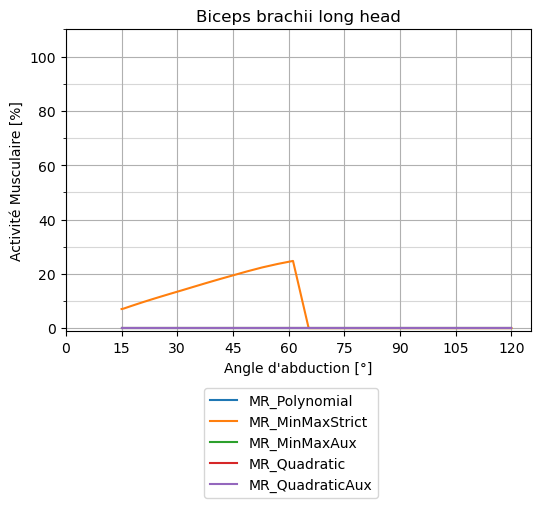 Biceps brachii long head
Activité Musculaire [%]
100
80
60
40
20
0
0 15 30 45 60 75 90 105 120
Angle d'abduction [°]
MR_Polynomial
MR_MinMaxStrict
MR_MinMaxAux
MR_Quadratic
MR_QuadraticAux